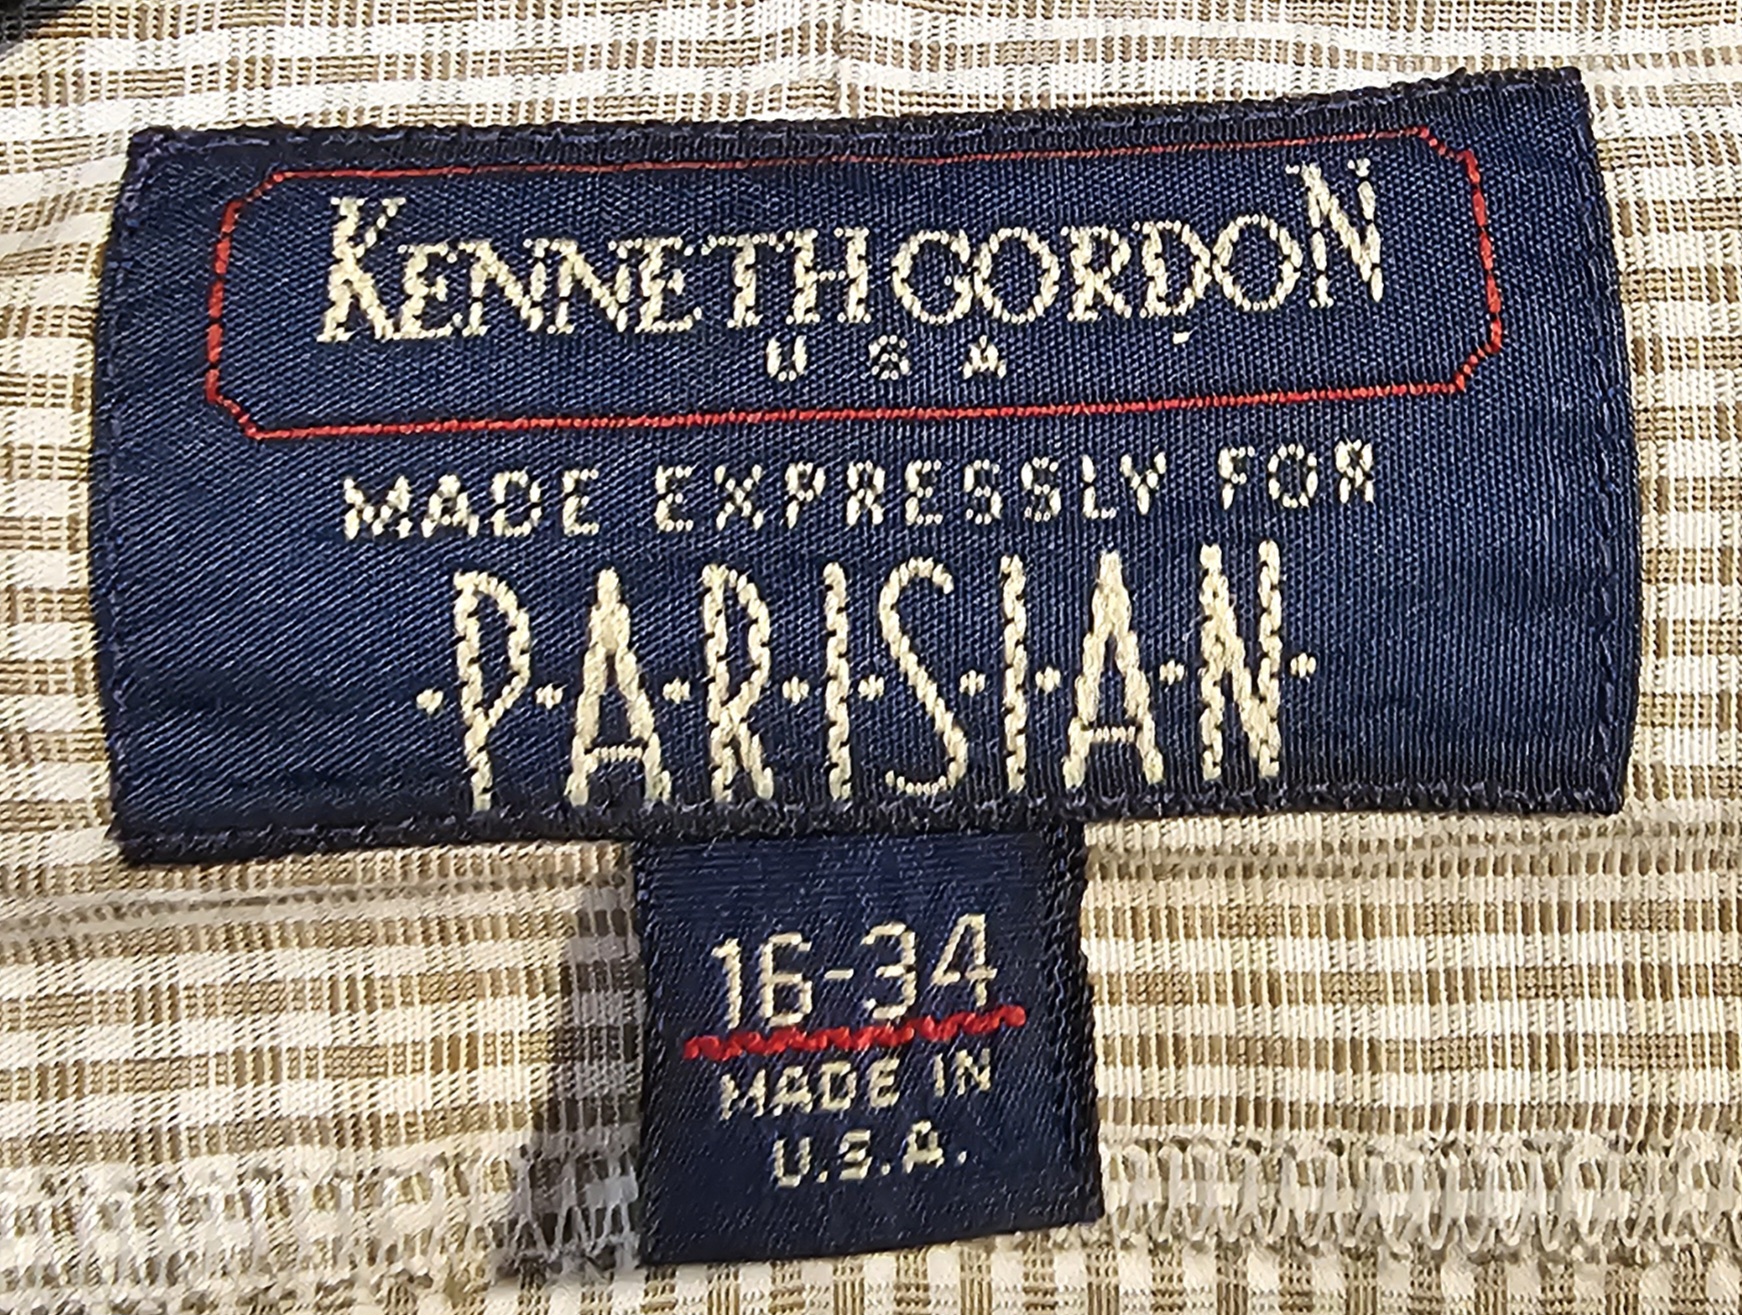 KENNETH GORDON
USA
MADE EXPRESSLY FOR
·P·A·R·I·S·I·A·N·
16-34
MADE IN
U.S.A.